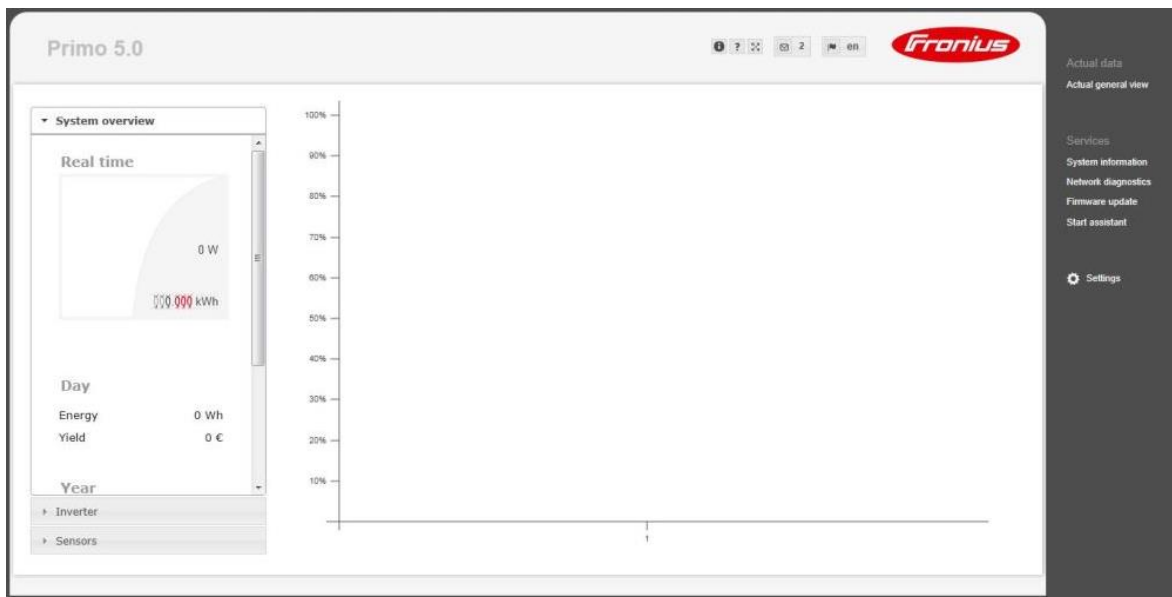 Primo 5.0
? 2 en
Fronius
System overview
Real time
0 W
000.000 kWh
Day
Energy 0 Wh
Yield 0 €
Year
Inverter
Sensors
100%
90%
80%
70%
60%
50%
40%
30%
20%
10%
1
Actual data
Actual general view
Services
System information
Network diagnostics
Firmware update
Start assistant
Settings